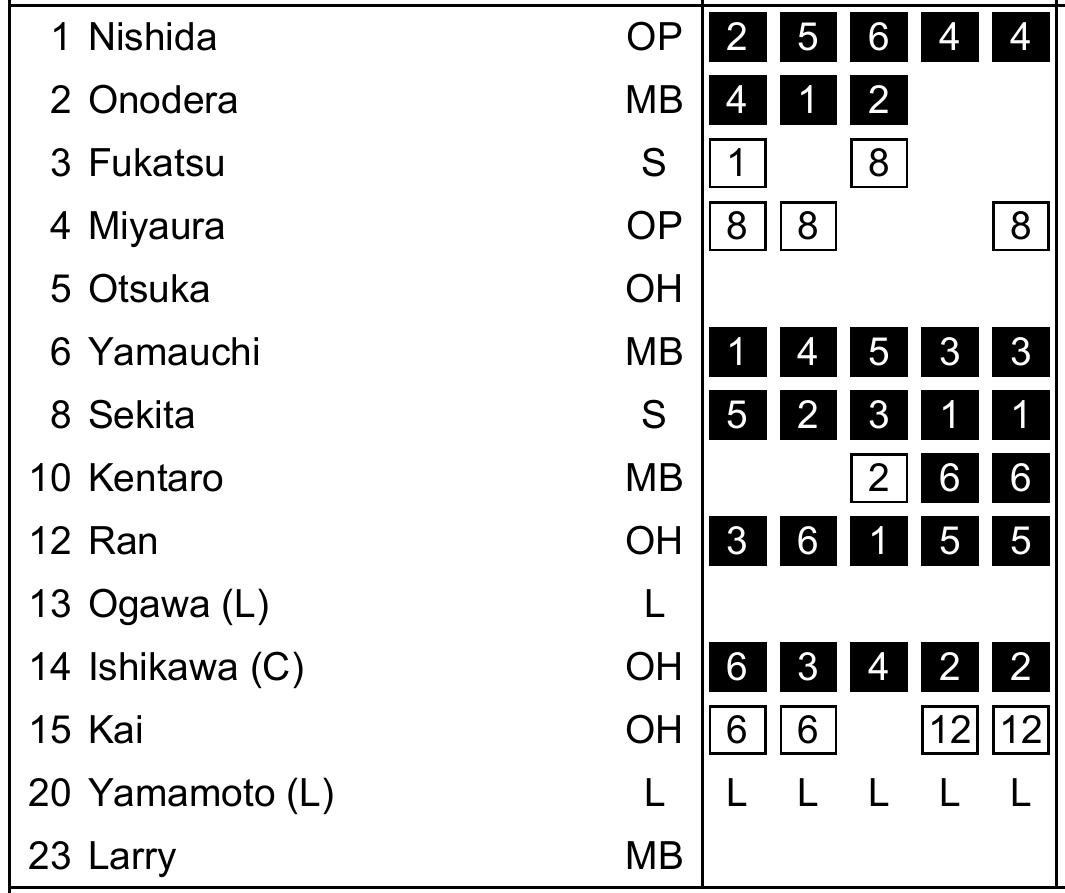 1 Nishida OP 2 5 6 4 4
2 Onodera MB 4 1 2
3 Fukatsu S 1 8
4 Miyaura OP 8 8 8
5 Otsuka OH
6 Yamauchi MB 1 4 5 3 3
8 Sekita S 5 2 3 1 1
10 Kentaro MB 2 6 6
12 Ran OH 3 6 1 5 5
13 Ogawa (L) L
14 Ishikawa (C) OH 6 3 4 2 2
15 Kai OH 6 6 12 12
20 Yamamoto (L) L L L L L L
23 Larry MB